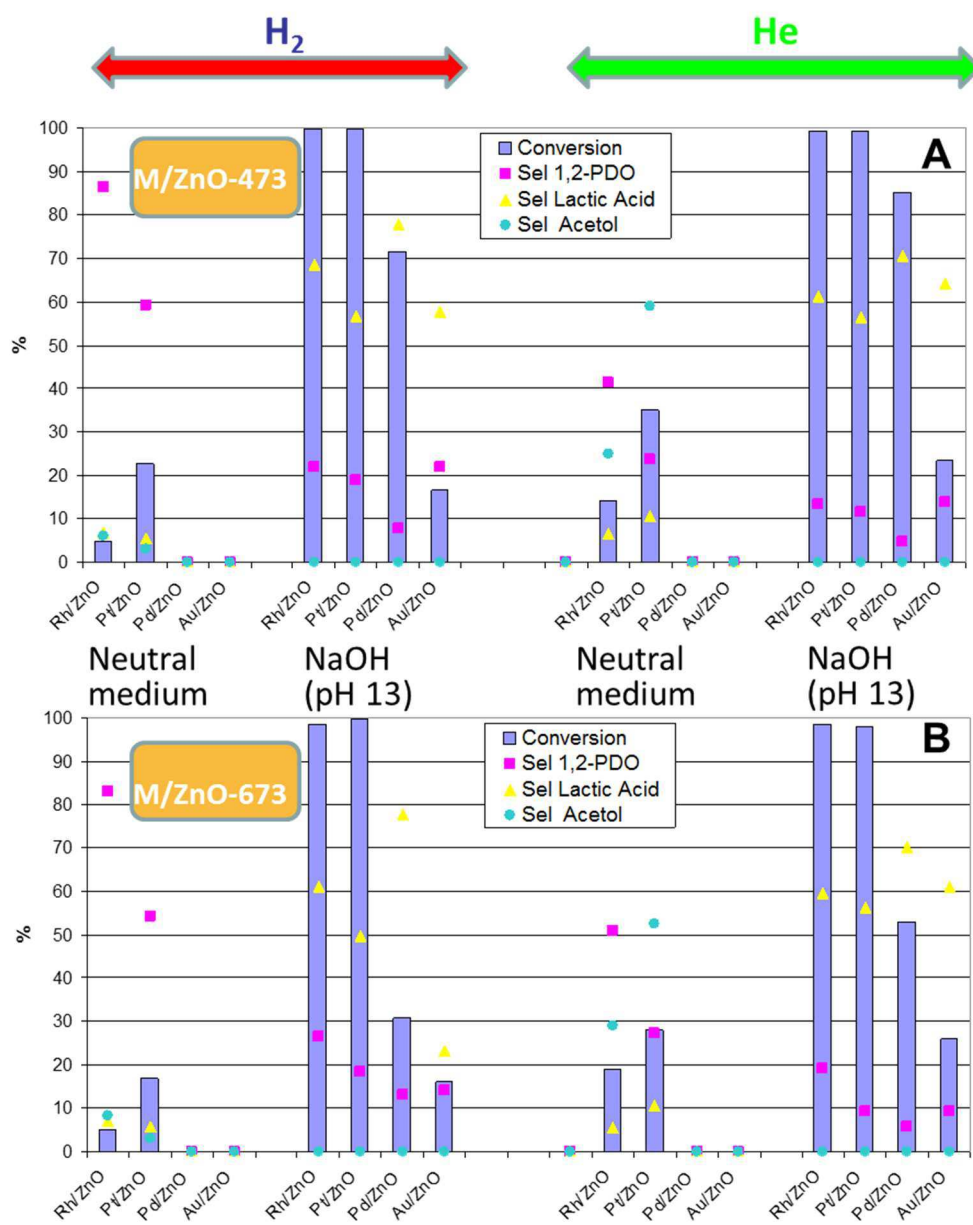 H2
He
M/ZnO-473
Conversion
Sel 1,2-PDO
Sel Lactic Acid
Sel Acetol
A
100
90
80
70
60
50
40
30
20
10
0
%
Rh/ZnO
Pt/ZnO
Pd/ZnO
Au/ZnO
Rh/ZnO
Pt/ZnO
Pd/ZnO
Au/ZnO
Rh/ZnO
Pt/ZnO
Pd/ZnO
Au/ZnO
Rh/ZnO
Pt/ZnO
Pd/ZnO
Au/ZnO
Neutral medium
NaOH (pH 13)
Neutral medium
NaOH (pH 13)
M/ZnO-673
Conversion
Sel 1,2-PDO
Sel Lactic Acid
Sel Acetol
B
100
90
80
70
60
50
40
30
20
10
0
%
Rh/ZnO
Pt/ZnO
Pd/ZnO
Au/ZnO
Rh/ZnO
Pt/ZnO
Pd/ZnO
Au/ZnO
Rh/ZnO
Pt/ZnO
Pd/ZnO
Au/ZnO
Rh/ZnO
Pt/ZnO
Pd/ZnO
Au/ZnO